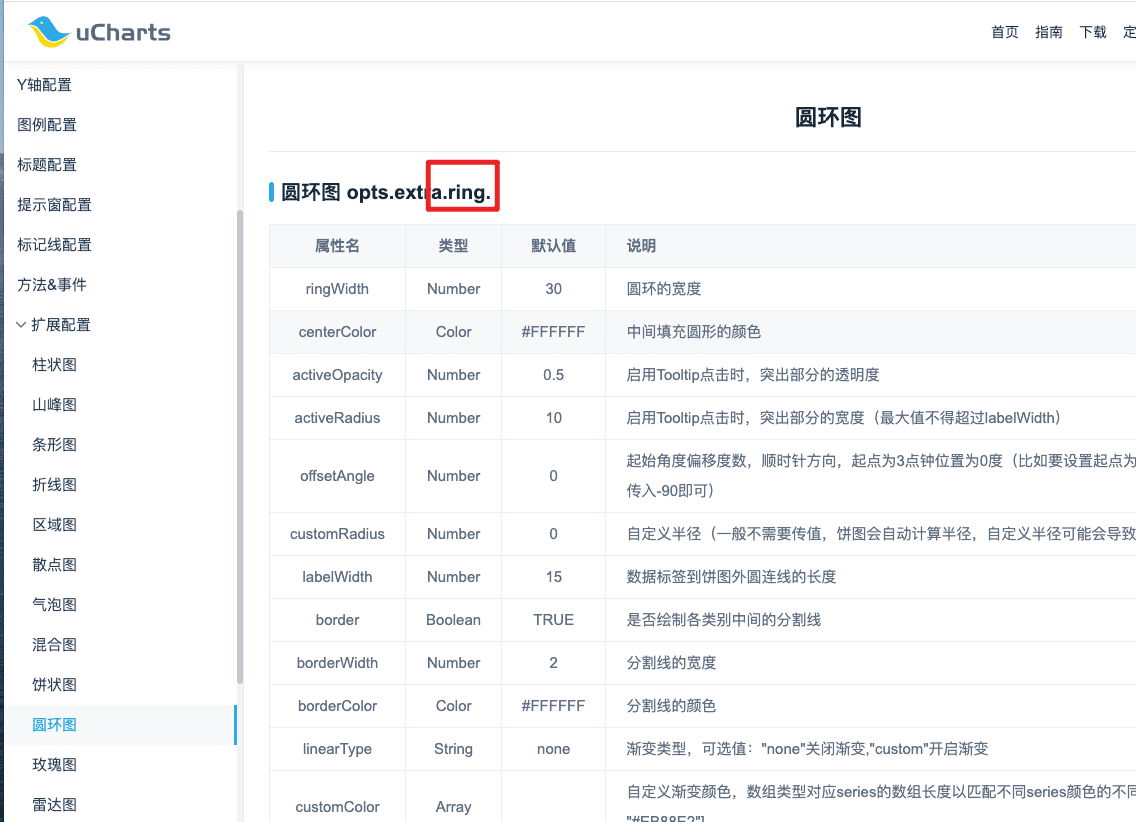 uCharts
首页 指南 下载 定
Y轴配置
图例配置
标题配置
提示窗配置
标记线配置
方法&事件
扩展配置
柱状图
山峰图
条形图
折线图
区域图
散点图
气泡图
混合图
饼状图
圆环图
玫瑰图
雷达图
圆环图
圆环图 opts.extra.ring.
属性名 类型 默认值 说明
ringWidth Number 30 圆环的宽度
centerColor Color #FFFFFF 中间填充圆形的颜色
activeOpacity Number 0.5 启用Tooltip点击时，突出部分的透明度
activeRadius Number 10 启用Tooltip点击时，突出部分的宽度（最大值不得超过labelWidth）
offsetAngle Number 0 起始角度偏移度数，顺时针方向，起点为3点钟位置为0度（比如要设置起点为
传入-90即可）
customRadius Number 0 自定义半径（一般不需要传值，饼图会自动计算半径，自定义半径可能会导致
labelWidth Number 15 数据标签到饼图外圆连线的长度
border Boolean TRUE 是否绘制各类别中间的分割线
borderWidth Number 2 分割线的宽度
borderColor Color #FFFFFF 分割线的颜色
linearType String none 渐变类型，可选值："none"关闭渐变,"custom"开启渐变
customColor Array 自定义渐变颜色，数组类型对应series的数组长度以匹配不同series颜色的不同